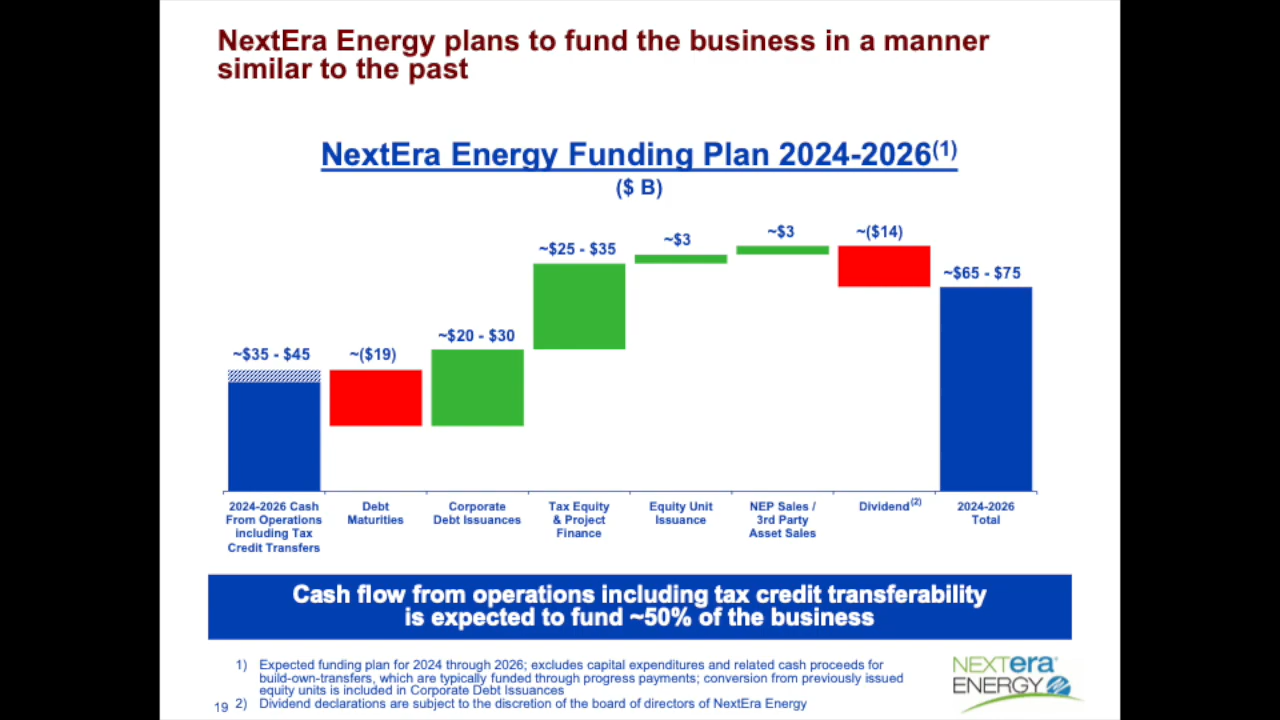 NextEra Energy plans to fund the business in a manner
similar to the past
NextEra Energy Funding Plan 2024-2026(1)
($ B)
~$35 - $45
~($19)
~$20 - $30
~$25 - $35
~$3
~$3
~($14)
~$65 - $75
2024-2026 Cash
From Operations
including Tax
Credit Transfers
Debt
Maturities
Corporate
Debt Issuances
Tax Equity
& Project
Finance
Equity Unit
Issuance
NEP Sales /
3rd Party
Asset Sales
Dividend(2)
2024-2026
Total
Cash flow from operations including tax credit transferability
is expected to fund ~50% of the business
1) Expected funding plan for 2024 through 2026; excludes capital expenditures and related cash proceeds for
build-own-transfers, which are typically funded through progress payments; conversion from previously issued
equity units is included in Corporate Debt Issuances
2) Dividend declarations are subject to the discretion of the board of directors of NextEra Energy
19
NEXTera
ENERGY